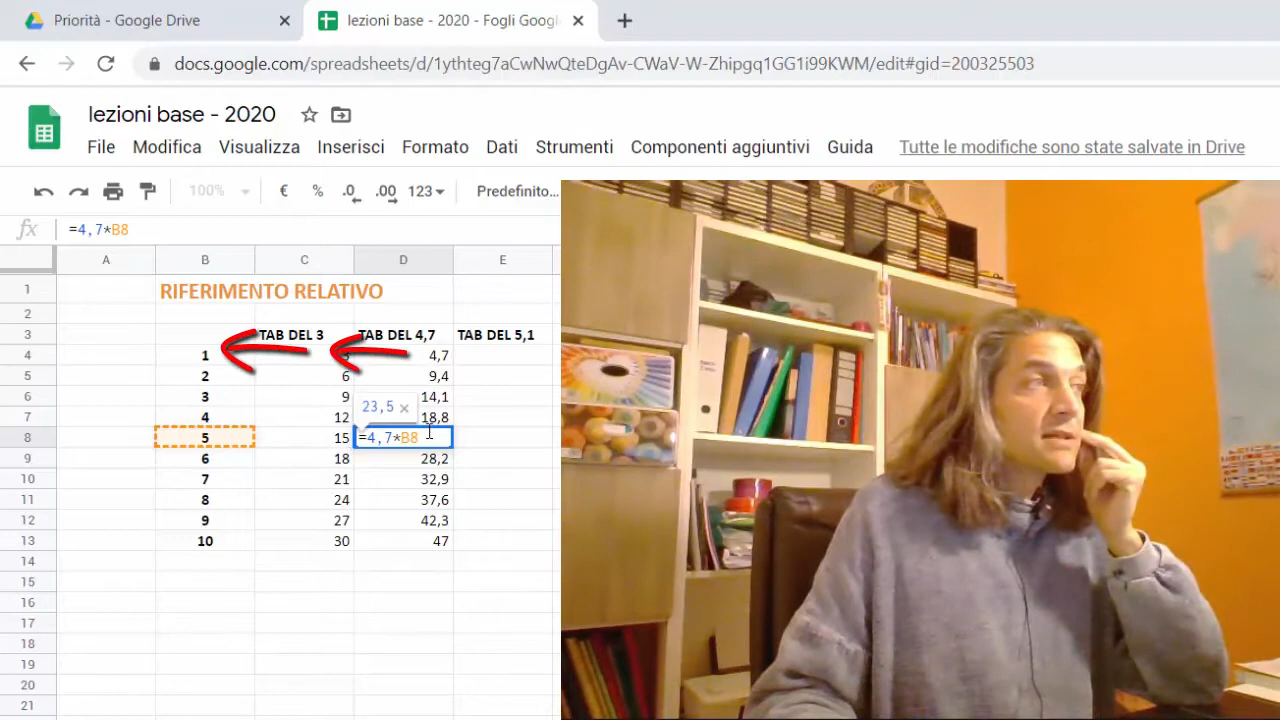 Priorità - Google Drive
lezioni base - 2020 - Fogli Googl
docs.google.com/spreadsheets/d/1ythteg7aCwNwQteDgAv-CWaV-W-Zhipgq1GG1i99KWM/edit#gid=200325503
lezioni base - 2020
File Modifica Visualizza Inserisci Formato Dati Strumenti Componenti aggiuntivi Guida Tutte le modifiche sono state salvate in Drive
100% € % .0 .00 123 Predefinito...
fx =4,7*B8
A B C D E
1 RIFERIMENTO RELATIVO
2
3 TAB DEL 3 TAB DEL 4,7 TAB DEL 5,1
4 1 4,7
5 2 6 9,4
6 3 9 14,1
23,5 ×
7 4 12 18,8
8 5 15 =4,7*B8
9 6 18 28,2
10 7 21 32,9
11 8 24 37,6
12 9 27 42,3
13 10 30 47
14
15
16
17
18
19
20
21